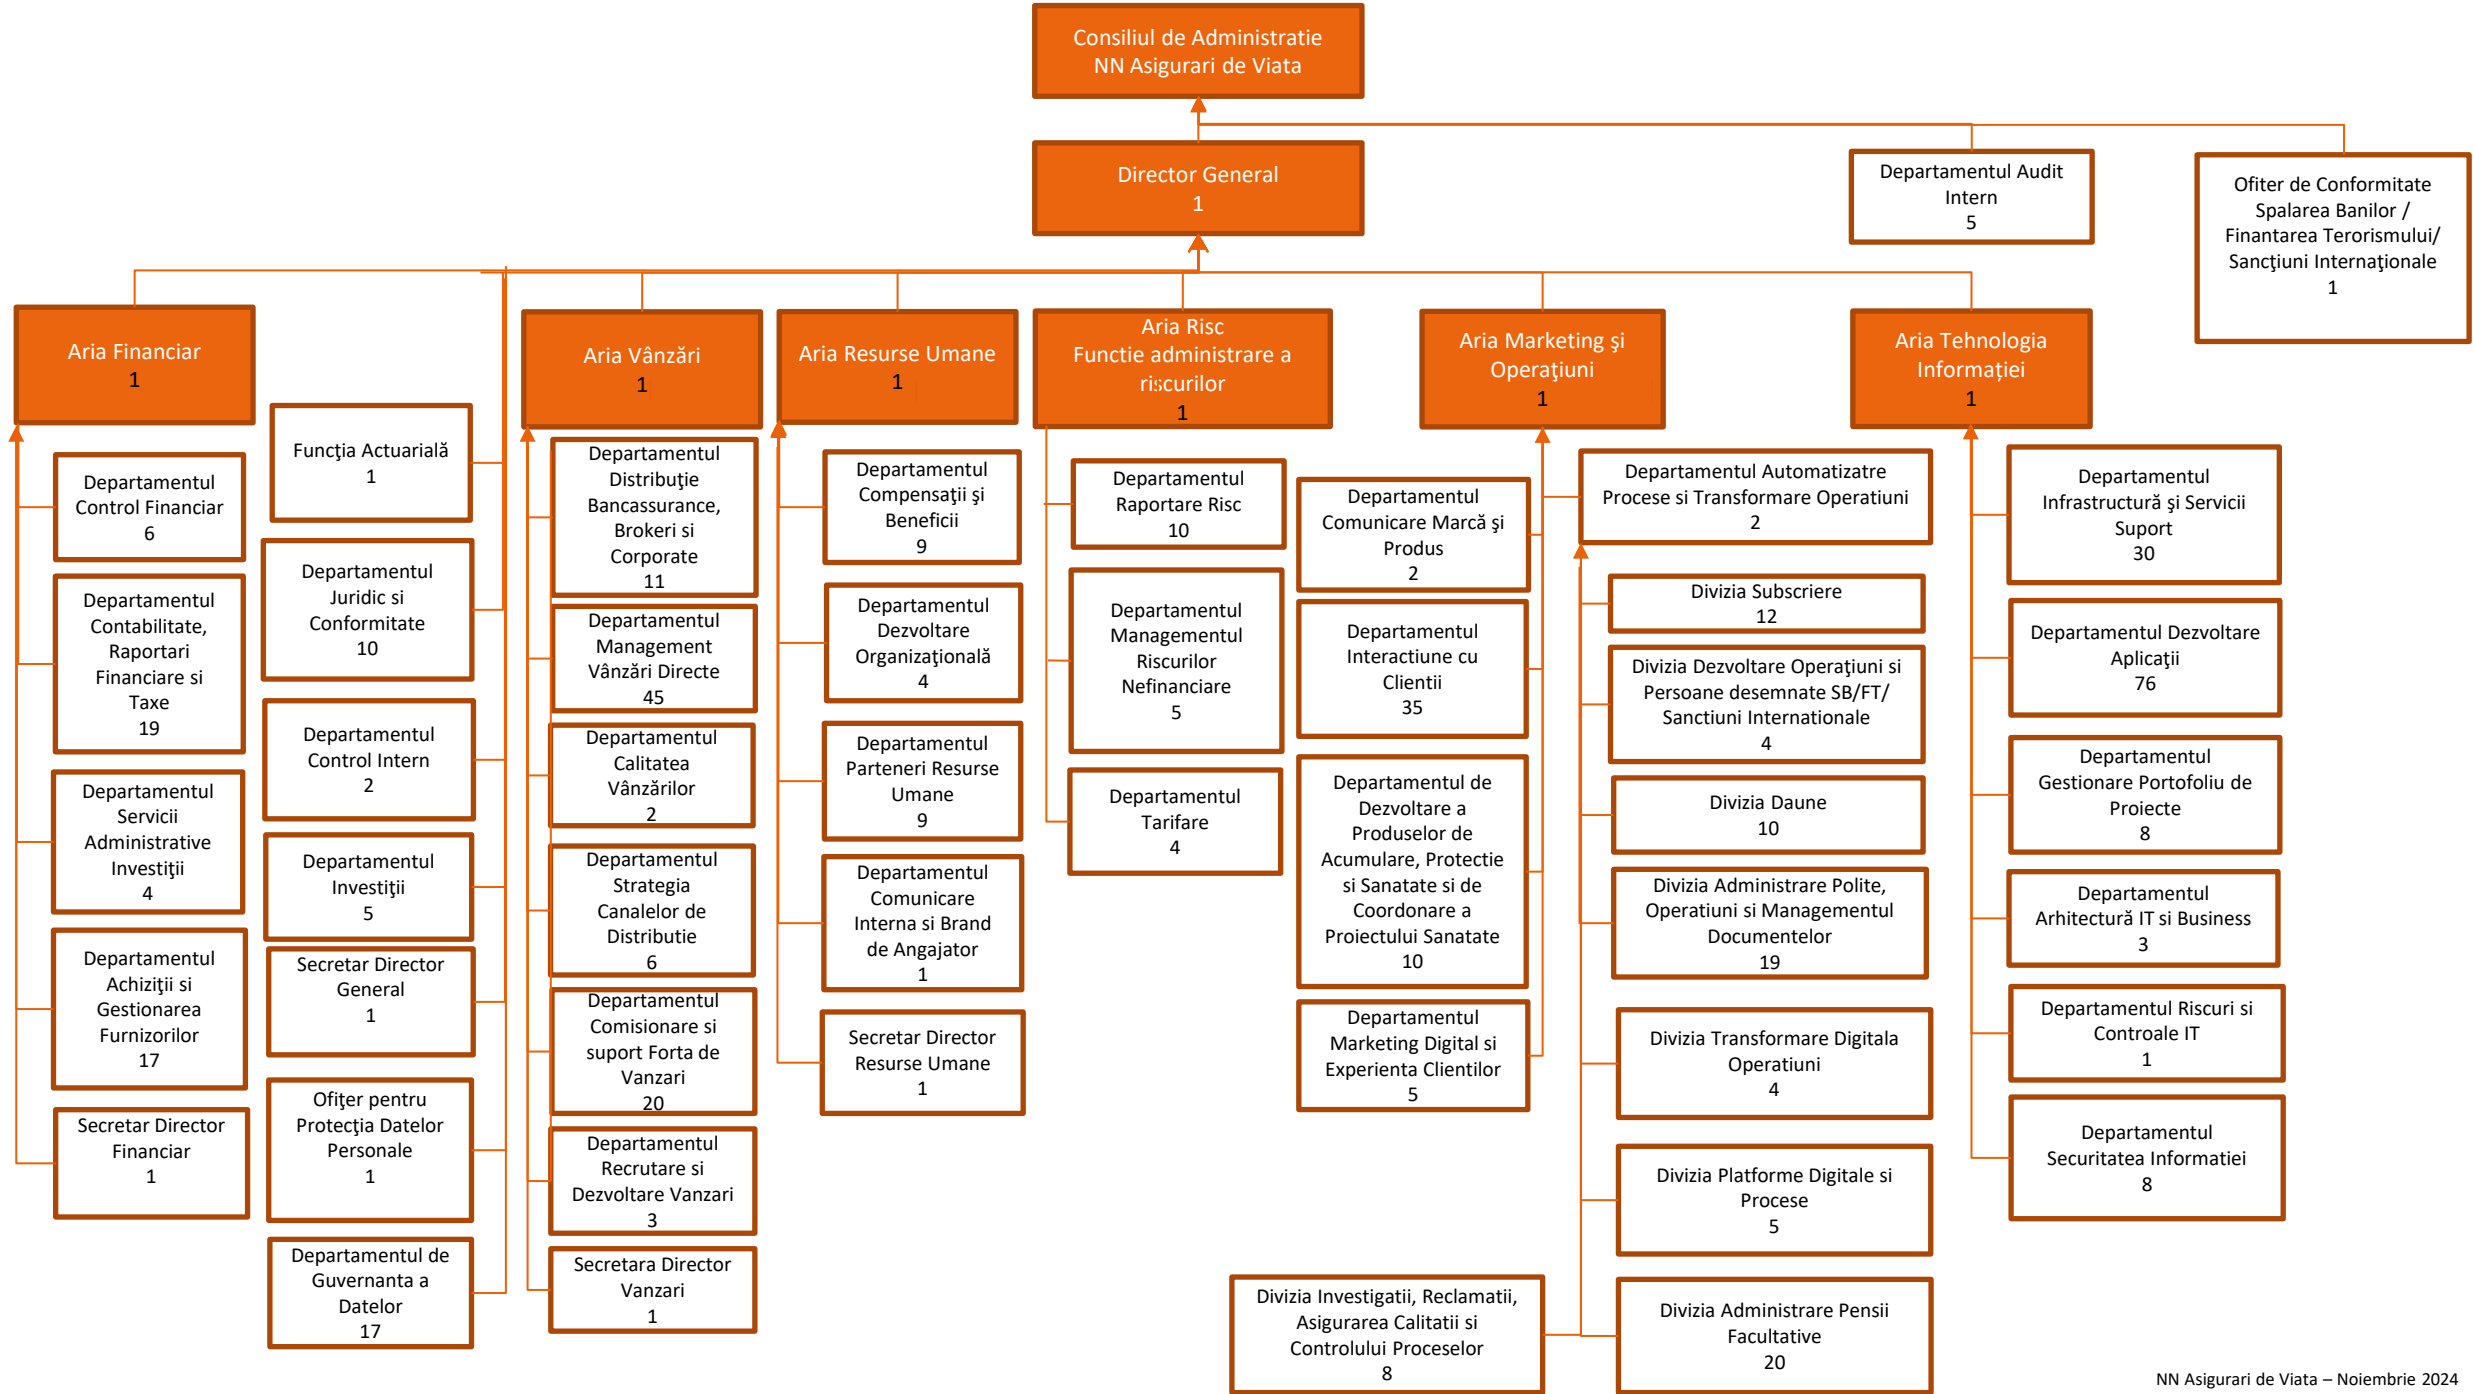 Consiliul de Administratie
NN Asigurari de Viata
Director General
1
Departamentul Audit
Intern
5
Ofiter de Conformitate
Spalarea Banilor /
Finantarea Terorismului/
Sancţiuni Internaţionale
1
Aria Financiar
1
Departamentul
Control Financiar
6
Departamentul
Contabilitate,
Raportari
Financiare si
Taxe
19
Departamentul
Servicii
Administrative
Investiţii
4
Departamentul
Achiziţii si
Gestionarea
Furnizorilor
17
Secretar Director
Financiar
1
Funcţia Actuarială
1
Departamentul
Juridic si
Conformitate
10
Departamentul
Control Intern
2
Departamentul
Investiţii
5
Secretar Director
General
1
Ofiţer pentru
Protecţia Datelor
Personale
1
Departamentul de
Guvernanta a
Datelor
17
Aria Vânzări
1
Departamentul
Distribuţie
Bancassurance,
Brokeri si
Corporate
11
Departamentul
Management
Vânzări Directe
45
Departamentul
Calitatea
Vânzărilor
2
Departamentul
Strategia
Canalelor de
Distributie
6
Departamentul
Comisionare si
suport Forta de
Vanzari
20
Departamentul
Recrutare si
Dezvoltare Vanzari
3
Secretara Director
Vanzari
1
Aria Resurse Umane
1
Departamentul
Compensaţii şi
Beneficii
9
Departamentul
Dezvoltare
Organizaţională
4
Departamentul
Parteneri Resurse
Umane
9
Departamentul
Comunicare
Interna si Brand
de Angajator
1
Secretar Director
Resurse Umane
1
Aria Risc
Functie administrare a
riscurilor
1
Departamentul
Raportare Risc
10
Departamentul
Managementul
Riscurilor
Nefinanciare
5
Departamentul
Tarifare
4
Aria Marketing şi
Operaţiuni
1
Departamentul
Comunicare Marcă şi
Produs
2
Departamentul
Interactiune cu
Clientii
35
Departamentul de
Dezvoltare a
Produselor de
Acumulare, Protectie
si Sanatate si de
Coordonare a
Proiectului Sanatate
10
Departamentul
Marketing Digital si
Experienta Clientilor
5
Departamentul Automatizatre
Procese si Transformare Operatiuni
2
Divizia Subscriere
12
Divizia Dezvoltare Operaţiuni si
Persoane desemnate SB/FT/
Sanctiuni Internationale
4
Divizia Daune
10
Divizia Administrare Polite,
Operatiuni si Managementul
Documentelor
19
Divizia Transformare Digitala
Operatiuni
4
Divizia Platforme Digitale si
Procese
5
Divizia Investigatii, Reclamatii,
Asigurarea Calitatii si
Controlului Proceselor
8
Divizia Administrare Pensii
Facultative
20
Aria Tehnologia
Informației
1
Departamentul
Infrastructură şi Servicii
Suport
30
Departamentul Dezvoltare
Aplicaţii
76
Departamentul
Gestionare Portofoliu de
Proiecte
8
Departamentul
Arhitectură IT si Business
3
Departamentul Riscuri si
Controale IT
1
Departamentul
Securitatea Informatiei
8
NN Asigurari de Viata – Noiembrie 2024